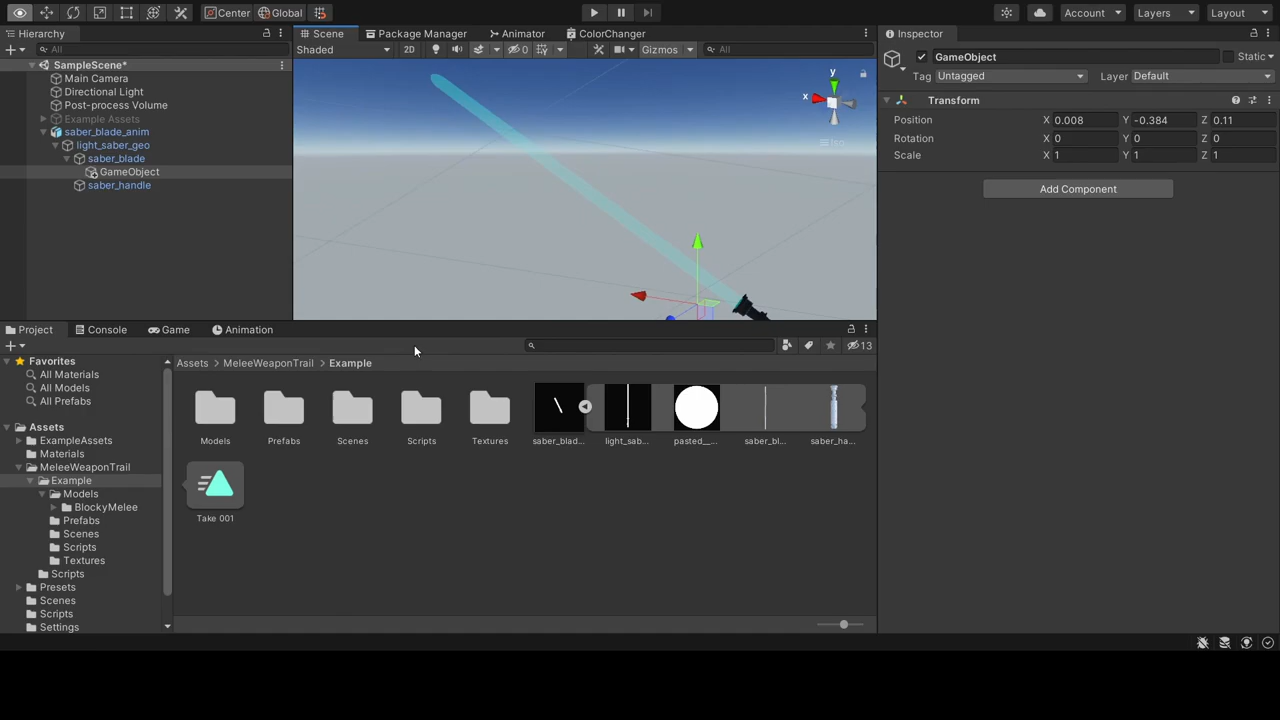 Center
Global
Account
Layers
Layout
Hierarchy
All
SampleScene*
Main Camera
Directional Light
Post-process Volume
Example Assets
saber_blade_anim
light_saber_geo
saber_blade
GameObject
saber_handle
Scene
Package Manager
Animator
ColorChanger
Shaded
2D
0
Gizmos
All
y
x
Inspector
GameObject
Static
Tag
Untagged
Layer
Default
Transform
Position
X
0.008
Y
-0.384
Z
0.11
Rotation
X
0
Y
0
Z
0
Scale
X
1
Y
1
Z
1
Add Component
Project
Console
Game
Animation
13
Favorites
All Materials
All Models
All Prefabs
Assets
ExampleAssets
Materials
MeleeWeaponTrail
Example
Models
BlockyMelee
Prefabs
Scenes
Scripts
Textures
Scripts
Presets
Scenes
Scripts
Settings
Assets > MeleeWeaponTrail > Example
Models
Prefabs
Scenes
Scripts
Textures
saber_blad...
light_sab...
pasted__...
saber_bl...
saber_ha...
Take 001